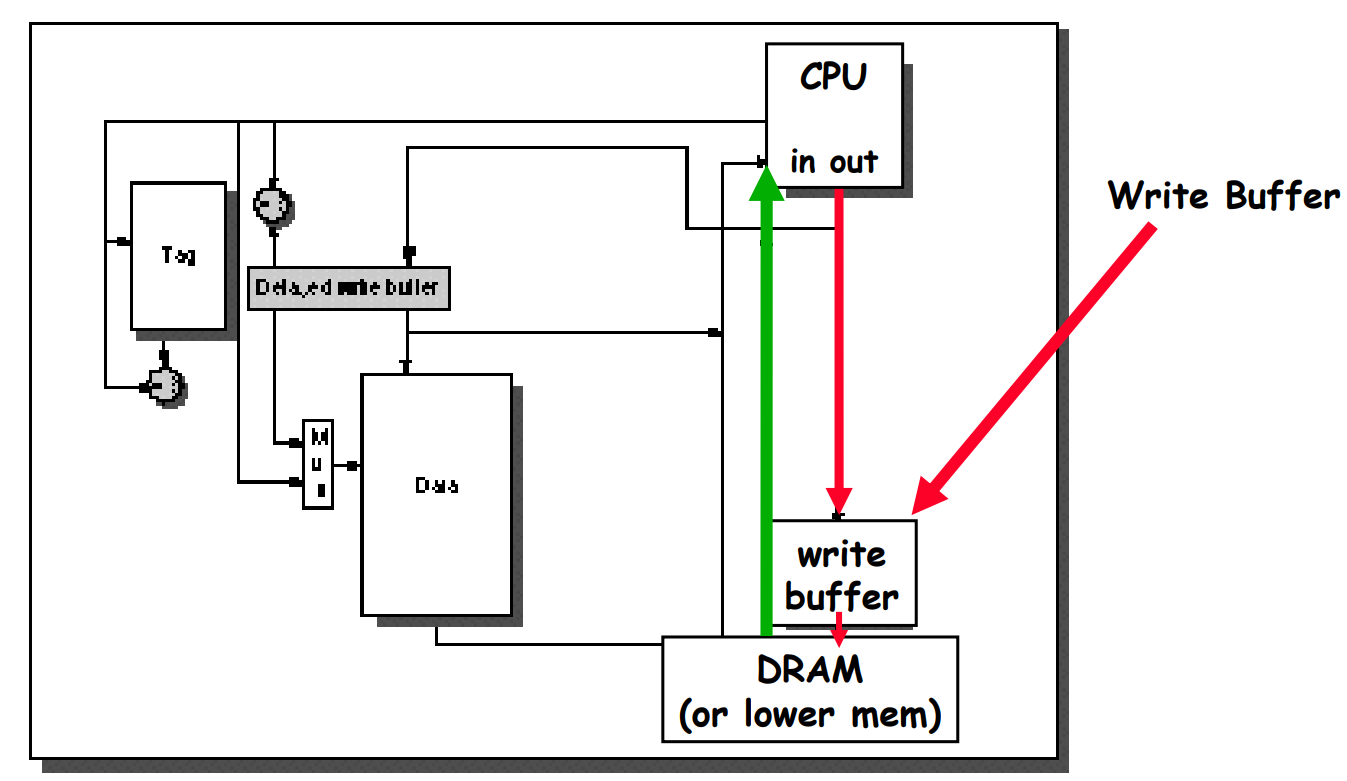 CPU
in out
Write Buffer
Tag
Delayed write buffer
M
u
Data
write
buffer
DRAM
(or lower mem)